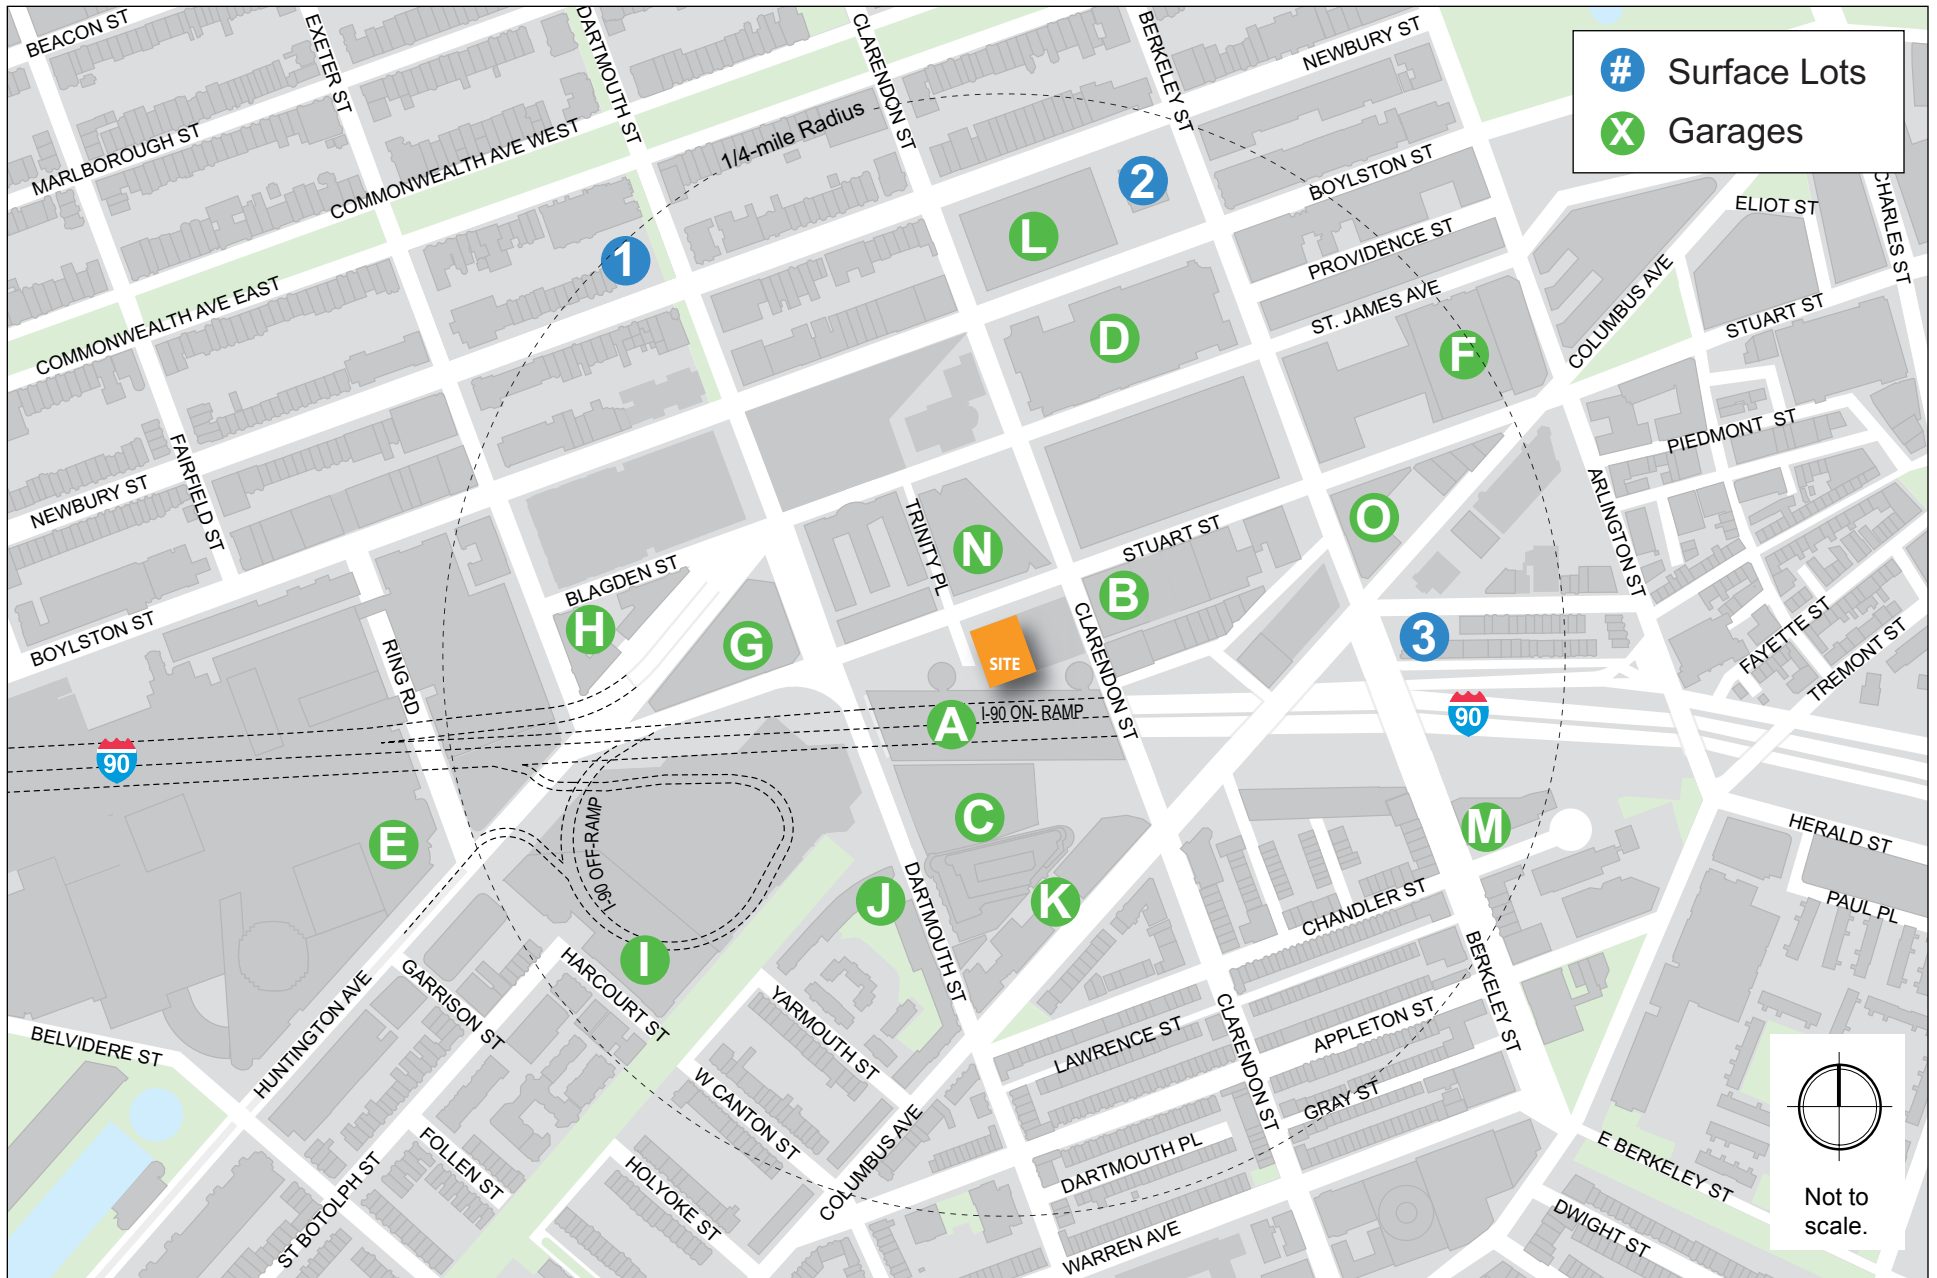 BEACON ST
EXETER ST
DARTMOUTH ST
CLARENDON ST
BERKELEY ST
NEWBURY ST
# Surface Lots
X Garages
MARLBOROUGH ST
COMMONWEALTH AVE WEST
1/4-mile Radius
BOYLSTON ST
2
ELIOT ST
CHARLES ST
L
1
PROVIDENCE ST
COMMONWEALTH AVE EAST
ST. JAMES AVE
COLUMBUS AVE
STUART ST
D
F
PIEDMONT ST
NEWBURY ST
FAIRFIELD ST
TRINITY PL
N
STUART ST
O
ARLINGTON ST
BLAGDEN ST
B
H
G
BOYLSTON ST
RING RD
SITE
CLARENDON ST
3
FAYETTE ST
TREMONT ST
A
I-90 ON- RAMP
90
90
E
I-90 OFF-RAMP
C
M
HERALD ST
J
K
DARTMOUTH ST
CHANDLER ST
PAUL PL
I
HARCOURT ST
GARRISON ST
HUNTINGTON AVE
BELVIDERE ST
YARMOUTH ST
LAWRENCE ST
CLARENDON ST
APPLETON ST
BERKELEY ST
W CANTON ST
GRAY ST
COLUMBUS AVE
FOLLEN ST
HOLYOKE ST
DARTMOUTH PL
E BERKELEY ST
ST BOTOLPH ST
WARREN AVE
DWIGHT ST
Not to
scale.